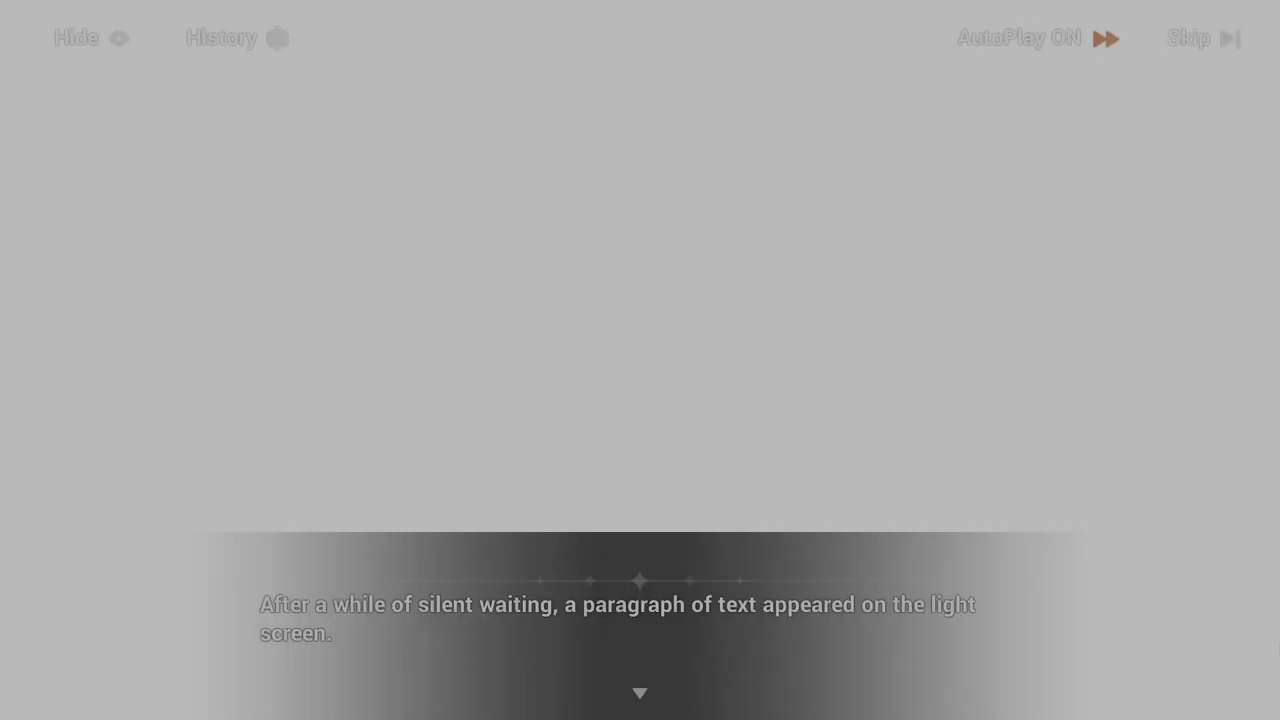 Hide
History
AutoPlay ON
Skip
After a while of silent waiting, a paragraph of text appeared on the light
screen.